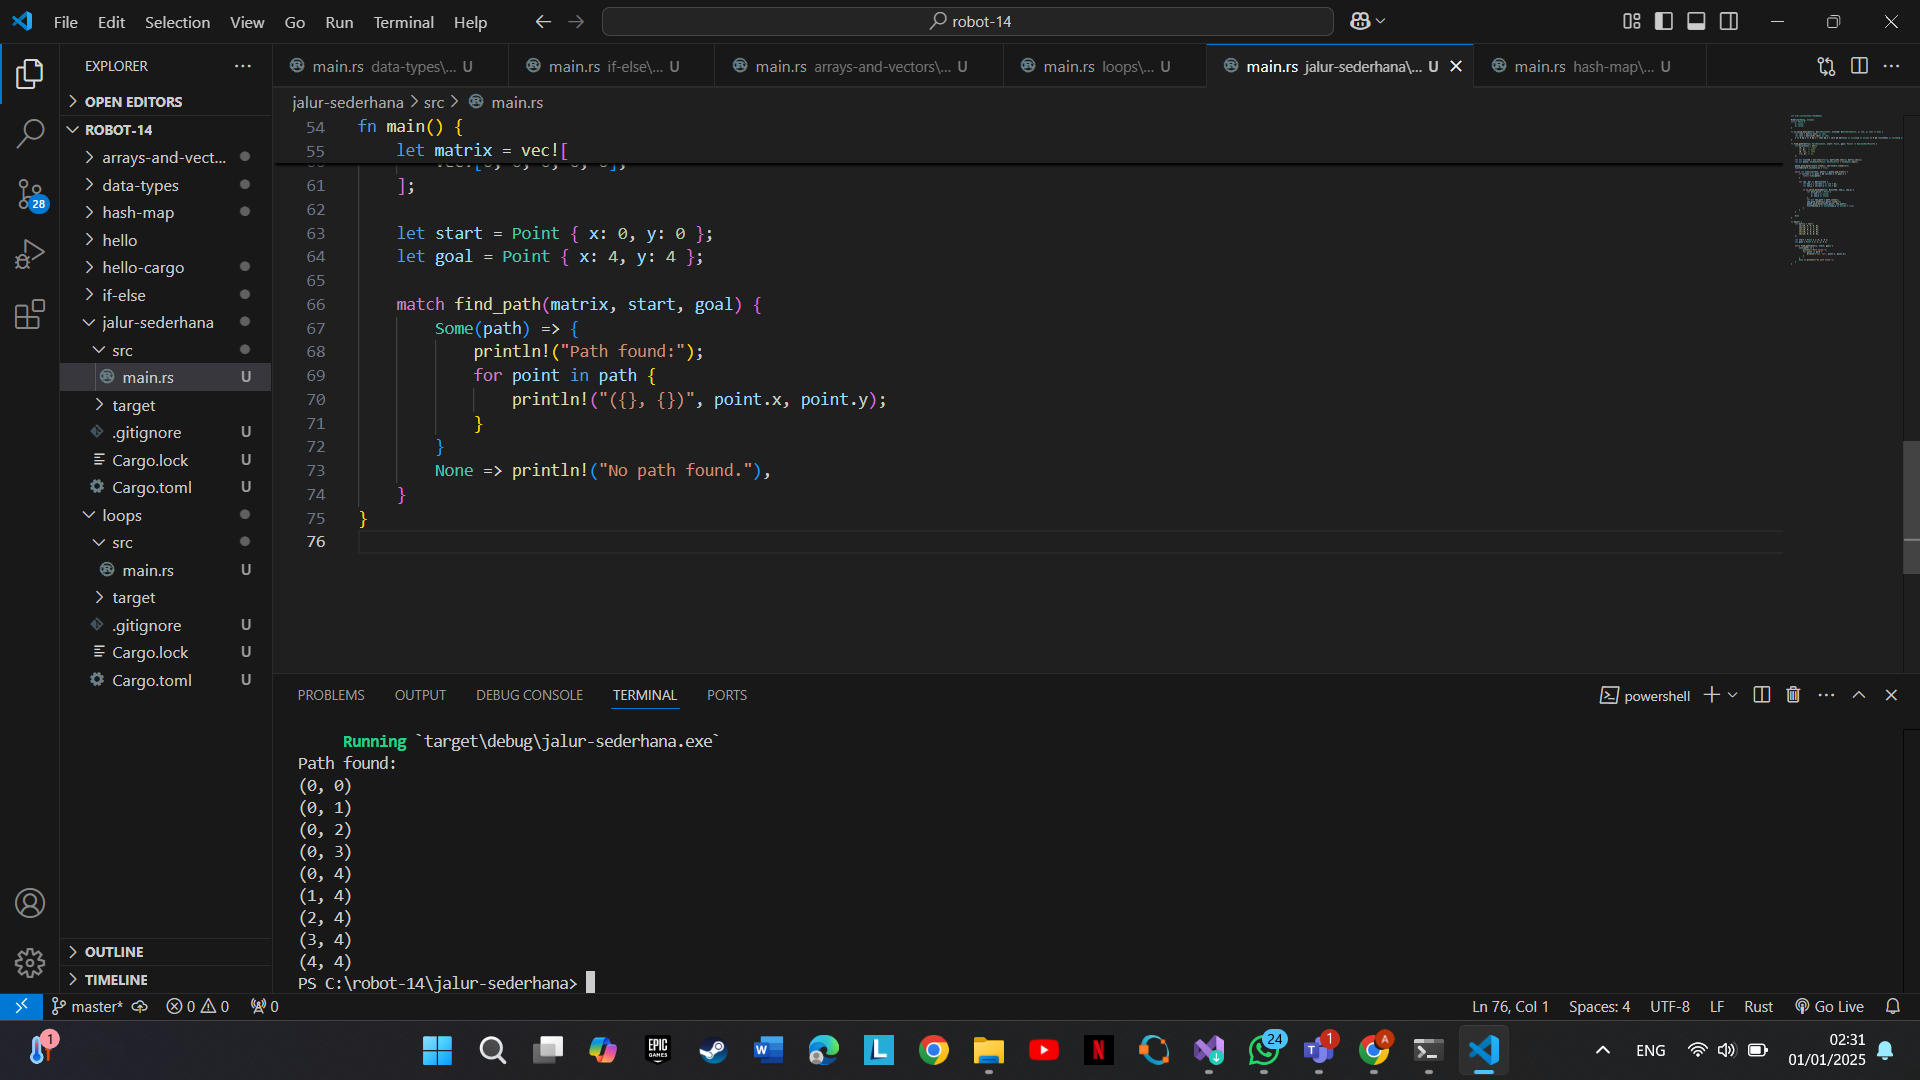 File Edit Selection View Go Run Terminal Help
robot-14
EXPLORER
OPEN EDITORS
ROBOT-14
arrays-and-vect...
data-types
hash-map
hello
hello-cargo
if-else
jalur-sederhana
src
main.rs U
target
.gitignore U
Cargo.lock U
Cargo.toml U
loops
src
main.rs U
target
.gitignore U
Cargo.lock U
Cargo.toml U
OUTLINE
TIMELINE
28
main.rs data-types\... U main.rs if-else\... U main.rs arrays-and-vectors\... U main.rs loops\... U main.rs jalur-sederhana\... U main.rs hash-map\... U
jalur-sederhana > src > main.rs
54 fn main() {
55 let matrix = vec![
61 ];
62
63 let start = Point { x: 0, y: 0 };
64 let goal = Point { x: 4, y: 4 };
65
66 match find_path(matrix, start, goal) {
67 Some(path) => {
68 println!("Path found:");
69 for point in path {
70 println!("({}, {})", point.x, point.y);
71 }
72 }
73 None => println!("No path found."),
74 }
75 }
76
PROBLEMS OUTPUT DEBUG CONSOLE TERMINAL PORTS
powershell
Running `target\debug\jalur-sederhana.exe`
Path found:
(0, 0)
(0, 1)
(0, 2)
(0, 3)
(0, 4)
(1, 4)
(2, 4)
(3, 4)
(4, 4)
PS C:\robot-14\jalur-sederhana>
master* 0 0 0
Ln 76, Col 1 Spaces: 4 UTF-8 LF Rust Go Live
1
EPIC GAMES
W
L
N
24
1
A
ENG
02:31
01/01/2025